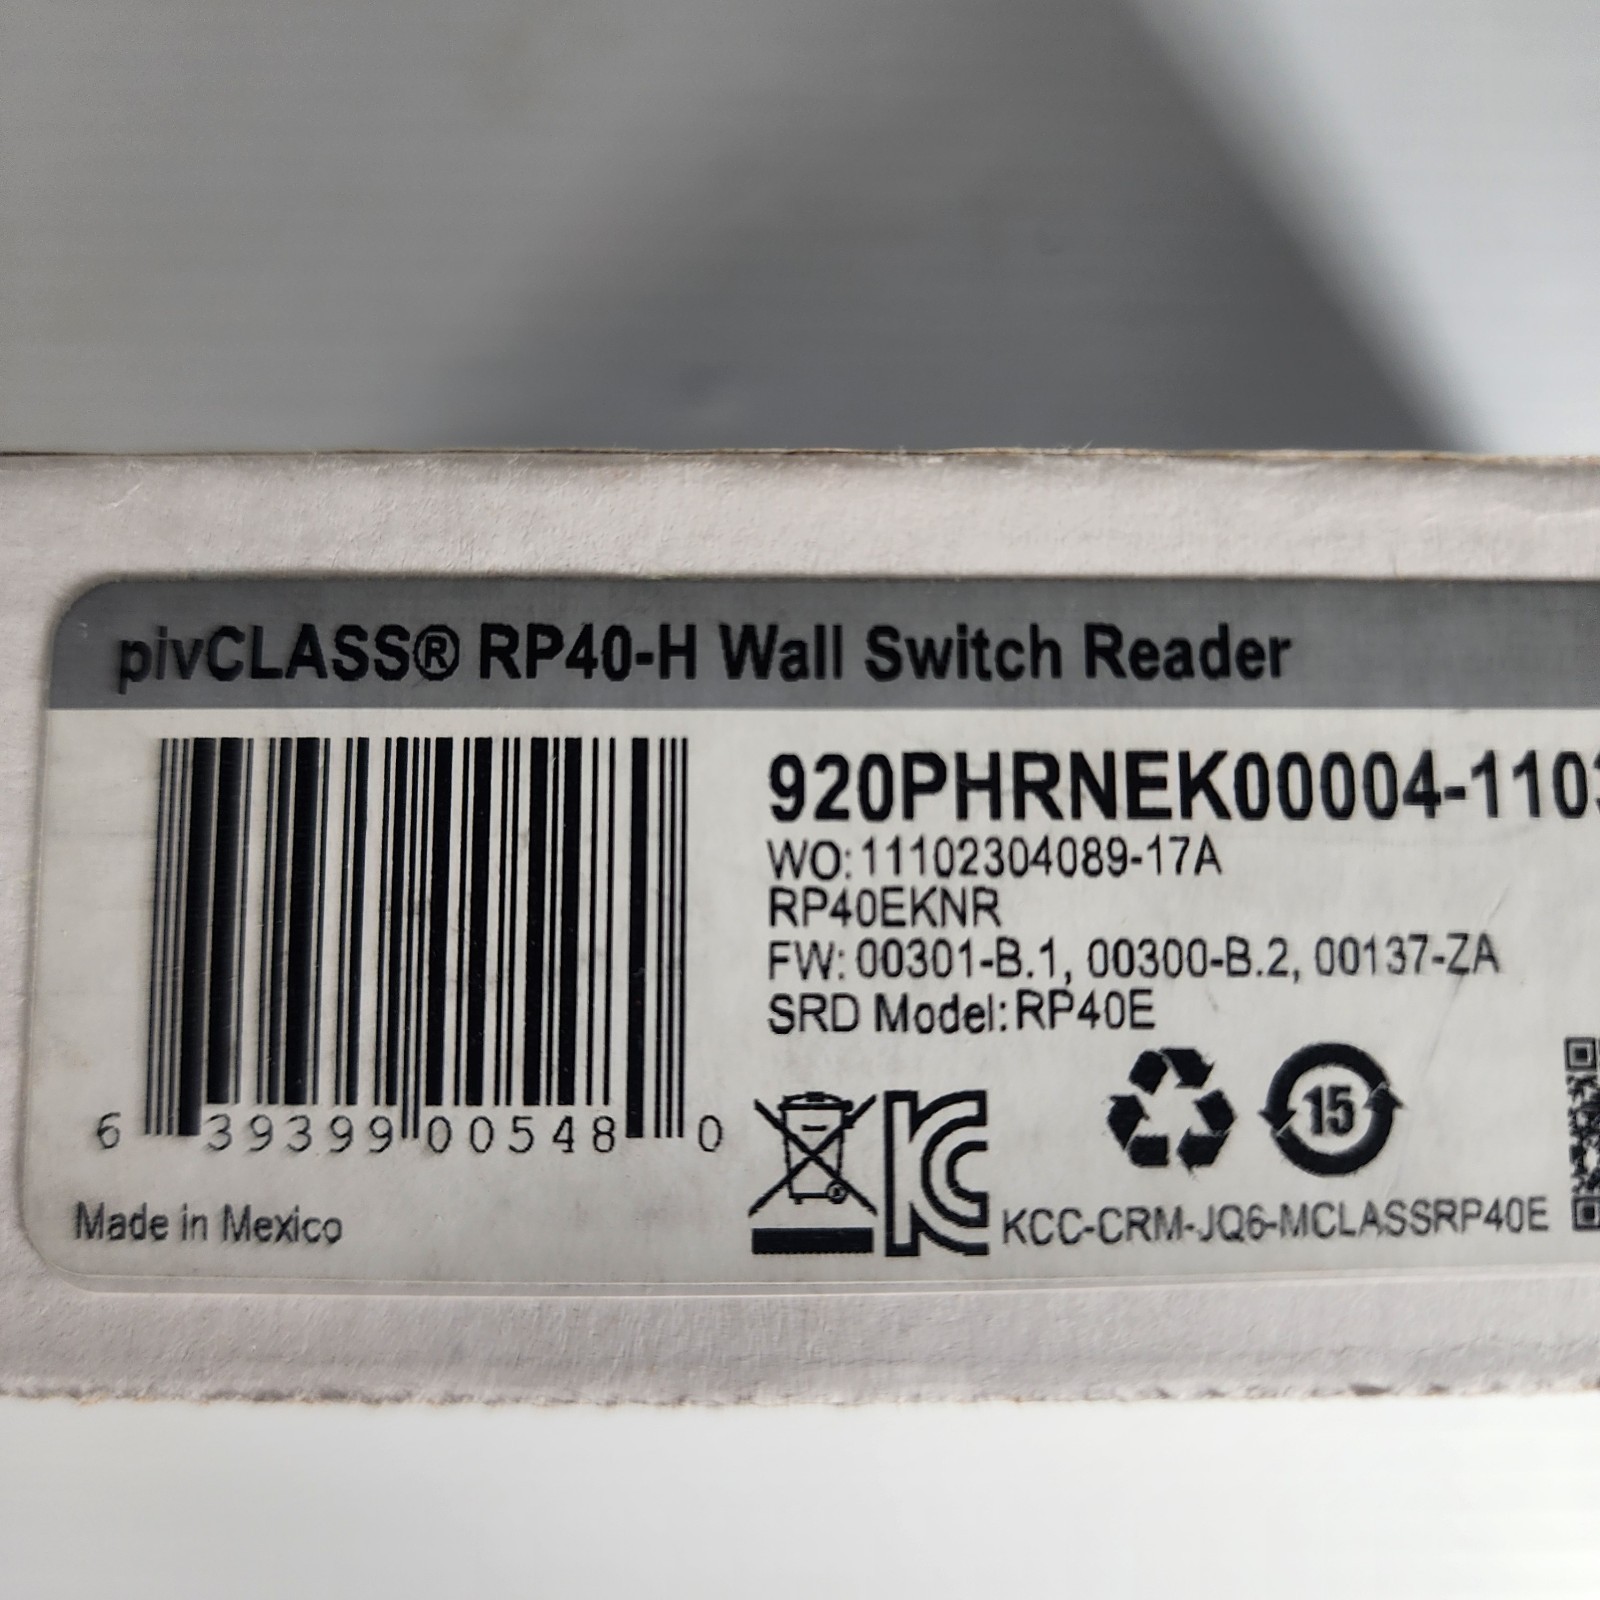 pivCLASS® RP40-H Wall Switch Reader
920PHRNEK00004-1103
WO: 11102304089-17A
RP40EKNR
FW: 00301-B.1, 00300-B.2, 00137-ZA
SRD Model: RP40E
6 39399 00548 0
15
KCC-CRM-JQ6-MCLASSRP40E
Made in Mexico